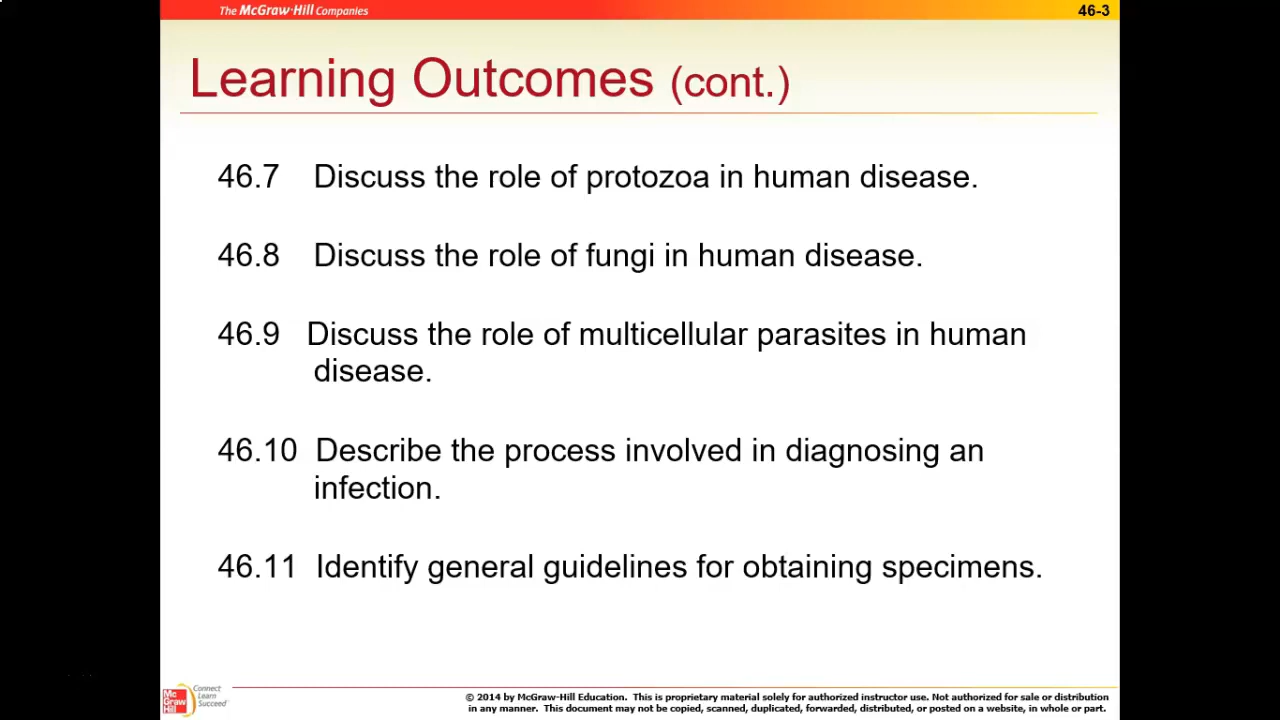 The McGraw·Hill Companies
46-3
Learning Outcomes (cont.)
46.7 Discuss the role of protozoa in human disease.
46.8 Discuss the role of fungi in human disease.
46.9 Discuss the role of multicellular parasites in human
disease.
46.10 Describe the process involved in diagnosing an
infection.
46.11 Identify general guidelines for obtaining specimens.
Mc
Graw
Hill
Connect
Learn
Succeed
© 2014 by McGraw-Hill Education. This is proprietary material solely for authorized instructor use. Not authorized for sale or distribution
in any manner. This document may not be copied, scanned, duplicated, forwarded, distributed, or posted on a website, in whole or part.